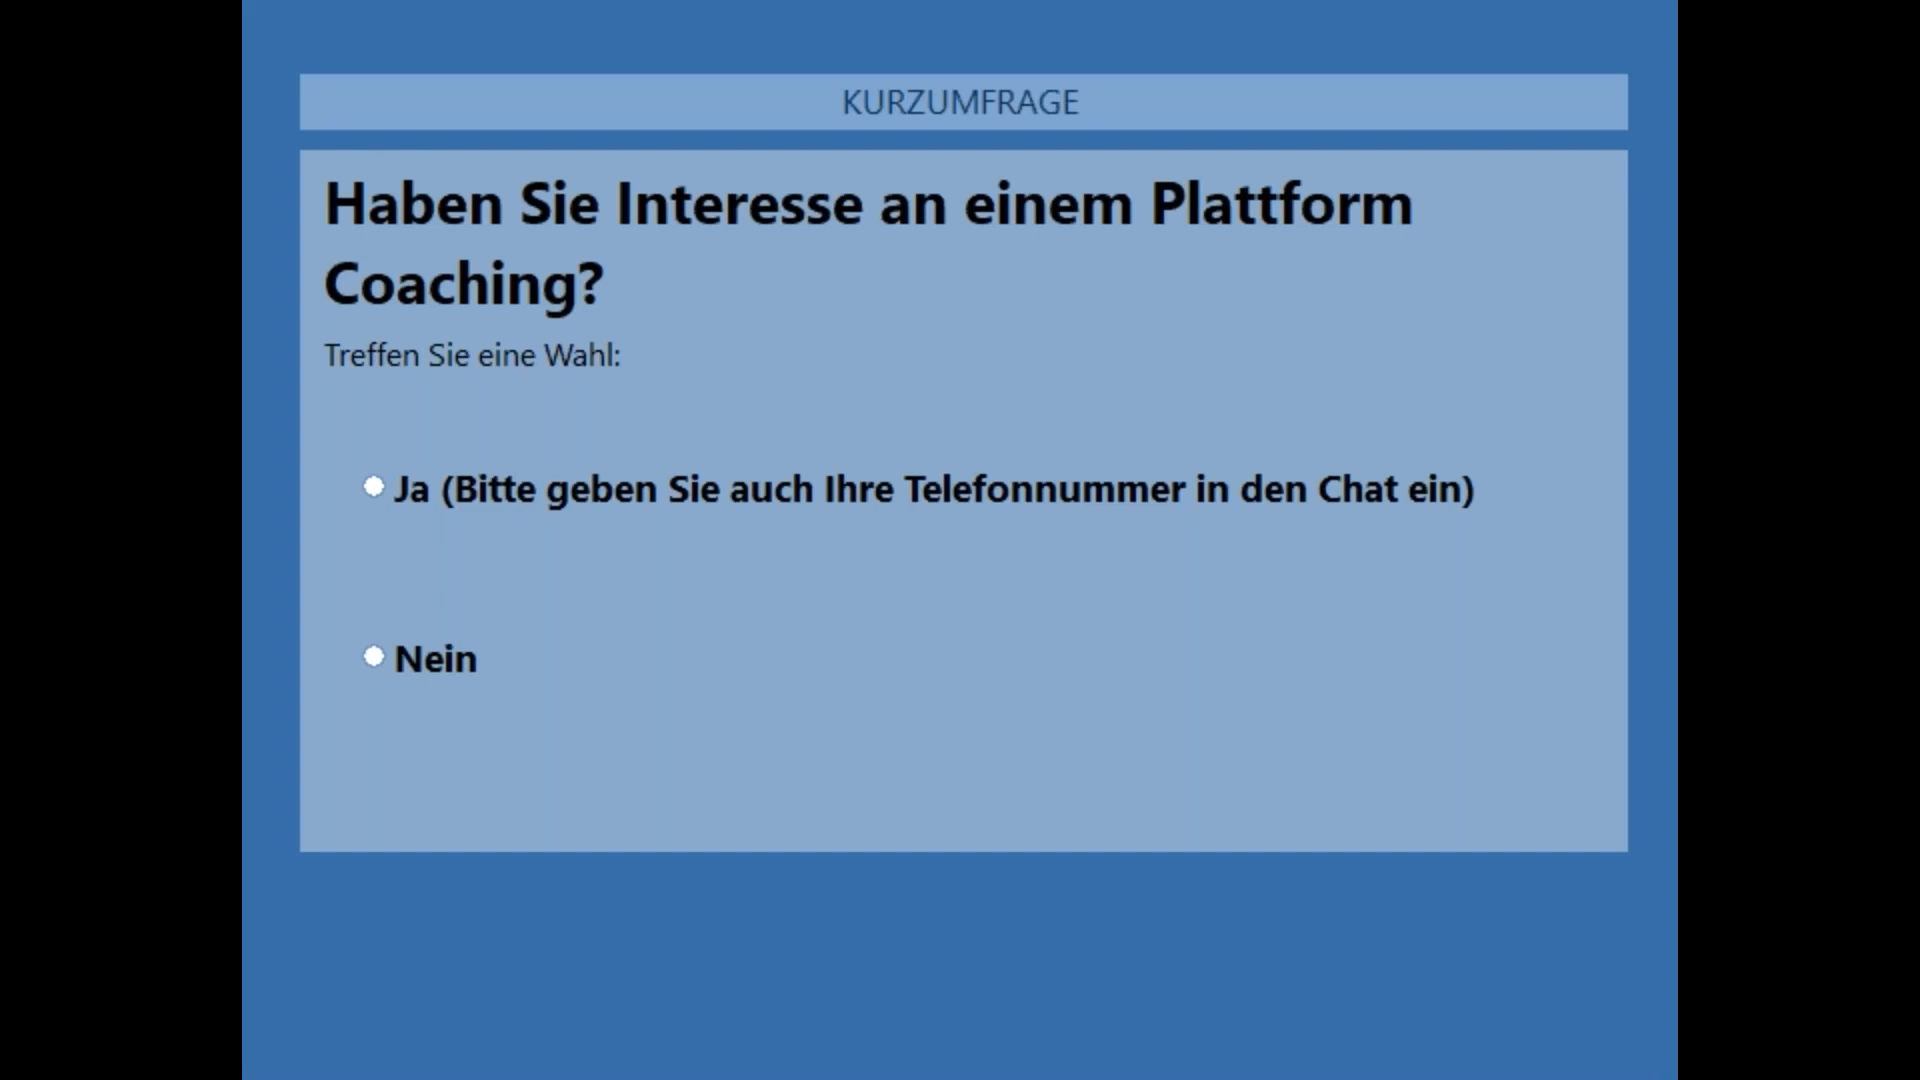 KURZUMFRAGE
Haben Sie Interesse an einem Plattform
Coaching?
Treffen Sie eine Wahl:
Ja (Bitte geben Sie auch Ihre Telefonnummer in den Chat ein)
Nein